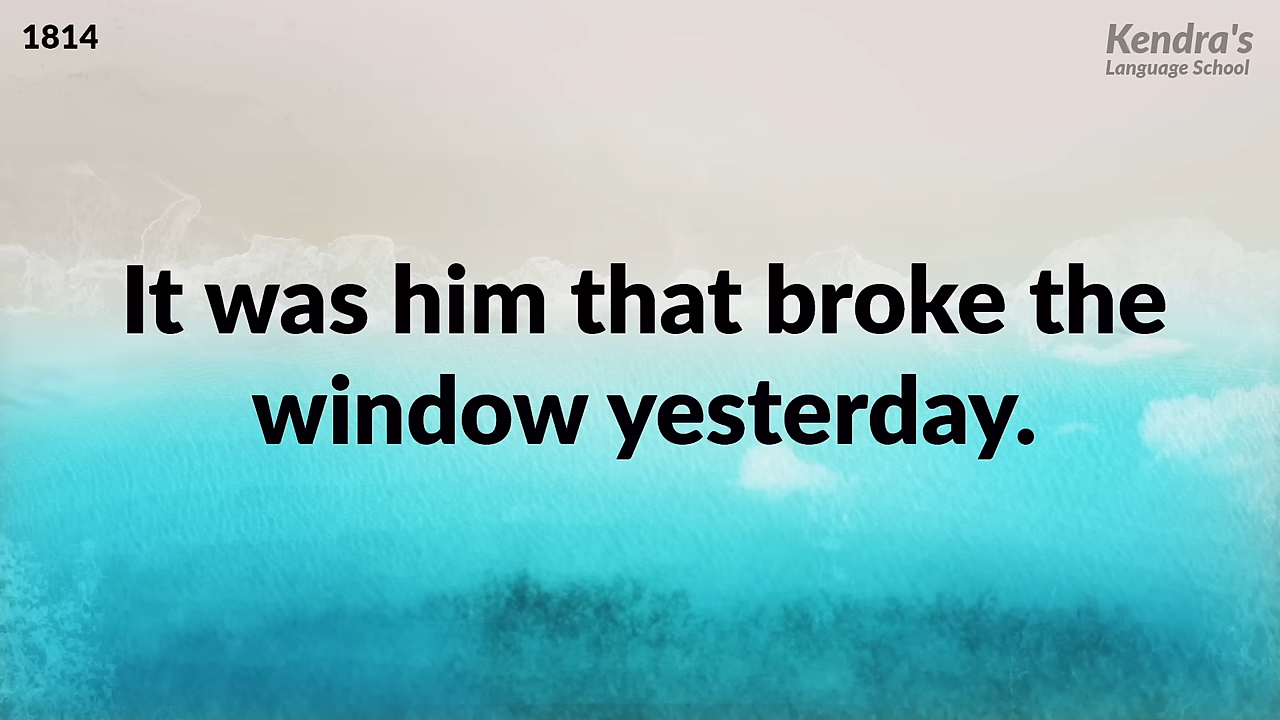 1814
Kendra's
Language School
It was him that broke the
window yesterday.